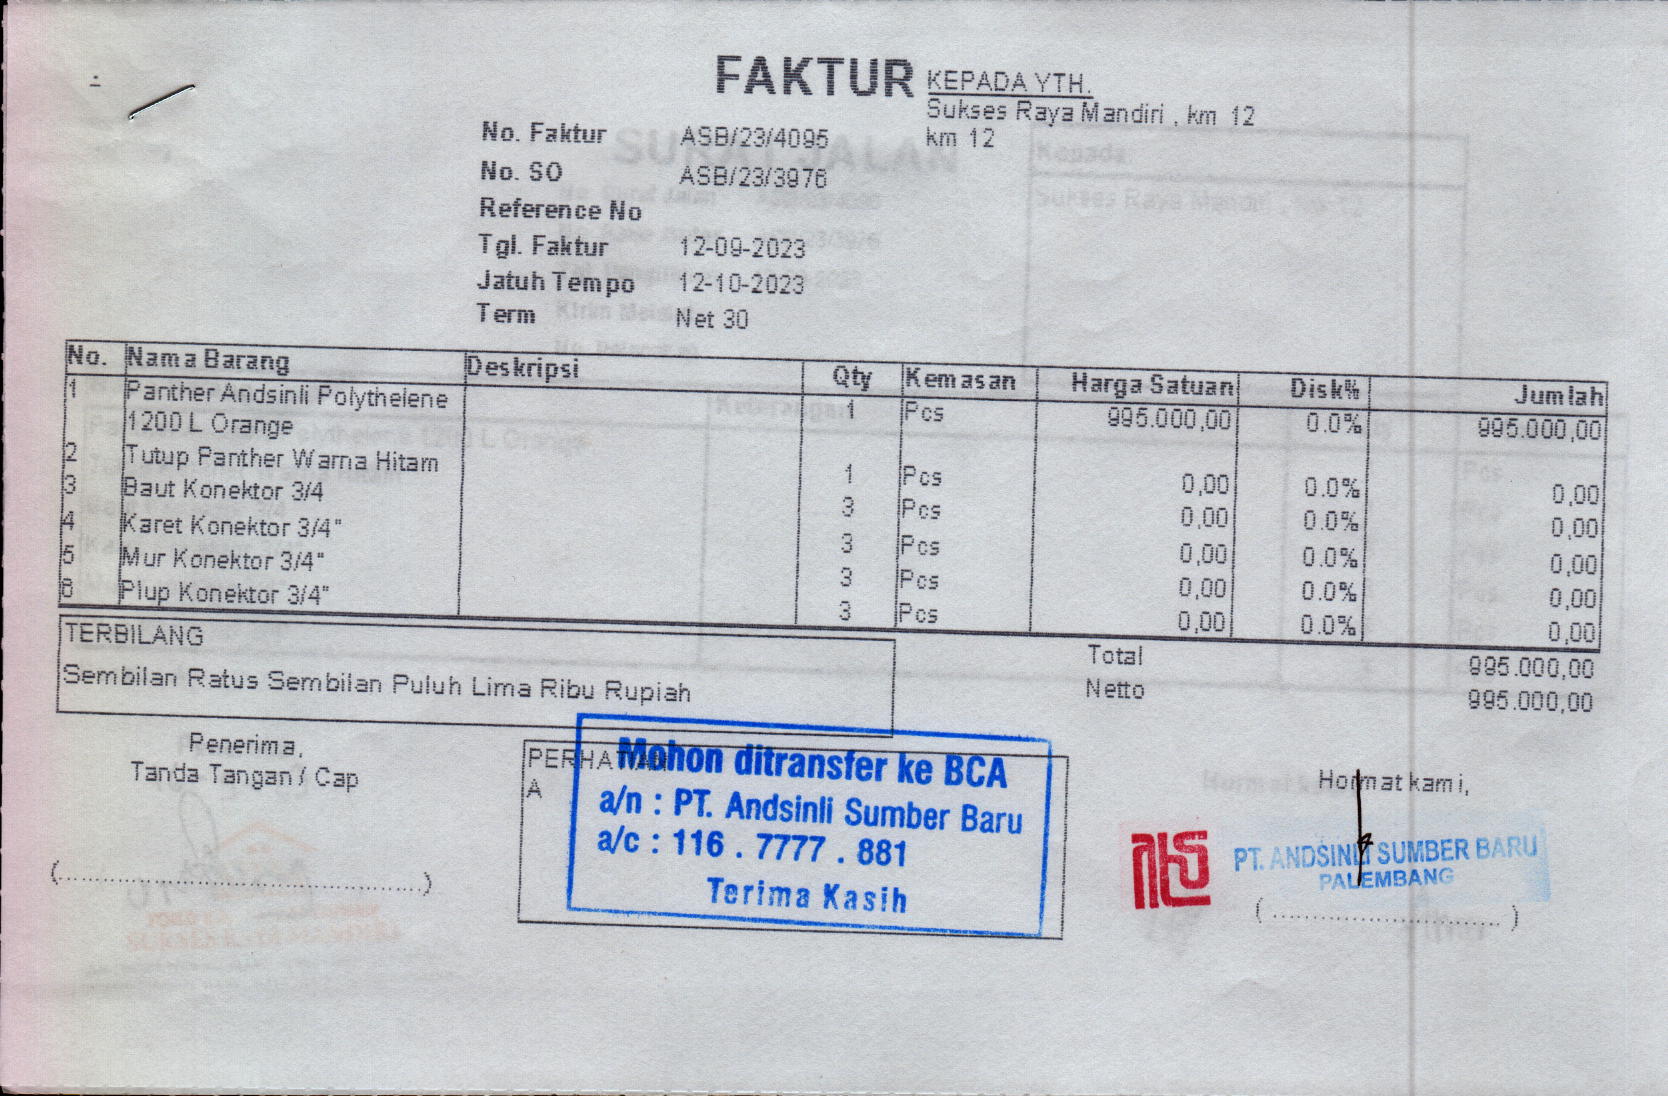 FAKTUR
KEPADA YTH.
Sukses Raya Mandiri , km 12
km 12
No. Faktur ASB/23/4095
No. SO ASB/23/3976
Reference No
Tgl. Faktur 12-09-2023
Jatuh Tempo 12-10-2023
Term Net 30
No. Nama Barang Deskripsi Qty Kemasan Harga Satuan Disk% Jumlah
1 Panther Andsinli Polythelene 1 Pcs 995.000,00 0.0% 995.000,00
1200 L Orange
2 Tutup Panther Warna Hitam 1 Pcs 0,00 0.0% 0,00
3 Baut Konektor 3/4 3 Pcs 0,00 0.0% 0,00
4 Karet Konektor 3/4" 3 Pcs 0,00 0.0% 0,00
5 Mur Konektor 3/4" 3 Pcs 0,00 0.0% 0,00
6 Plup Konektor 3/4" 3 Pcs 0,00 0.0% 0,00
TERBILANG
Sembilan Ratus Sembilan Puluh Lima Ribu Rupiah
Total 995.000,00
Netto 995.000,00
Penerima,
Tanda Tangan / Cap
(..............................................)
PERHATIAN
A
Mohon ditransfer ke BCA
a/n : PT. Andsinli Sumber Baru
a/c : 116 . 7777 . 881
Terima Kasih
Hormat kami,
PT. ANDSINLI SUMBER BARU
PALEMBANG
(..............................)
SURAT JALAN
Kepada
Sukses Raya Mandiri